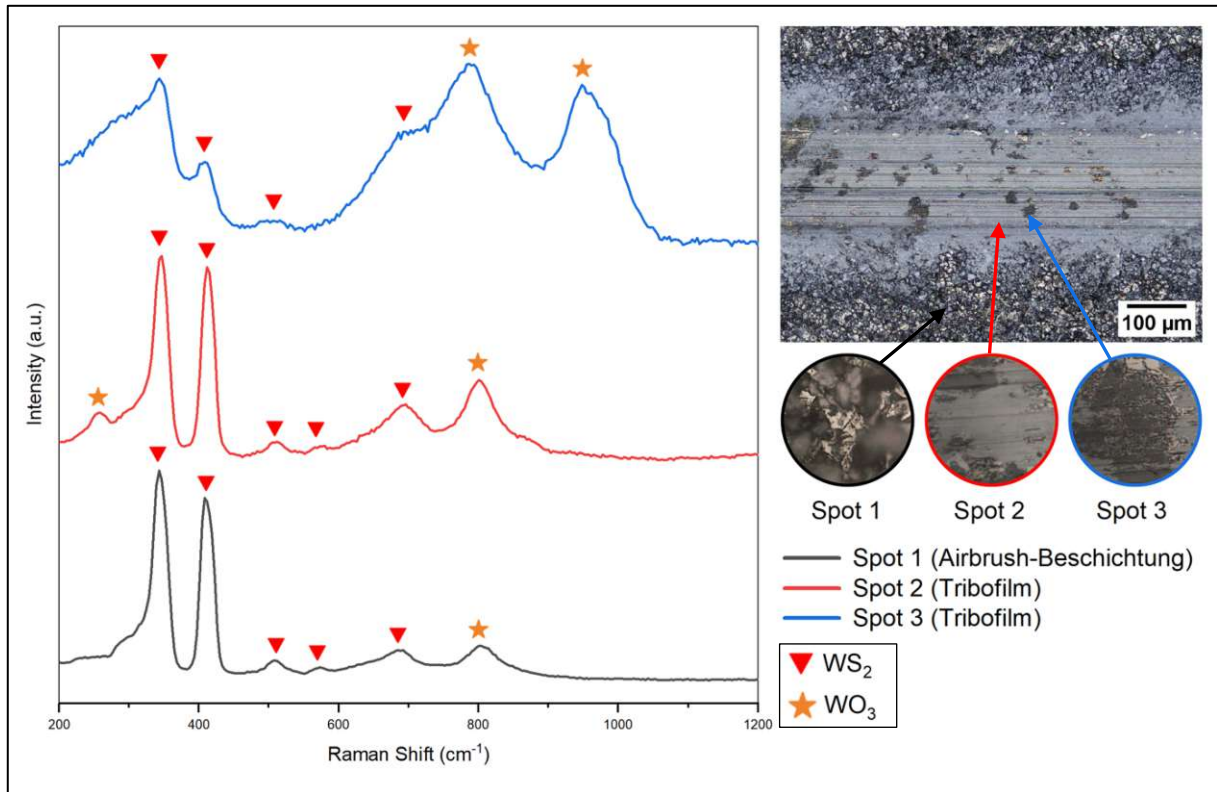 Intensity (a.u.)
200
400
600
800
1000
1200
Raman Shift (cm⁻¹)
100 µm
Spot 1
Spot 2
Spot 3
Spot 1 (Airbrush-Beschichtung)
Spot 2 (Tribofilm)
Spot 3 (Tribofilm)
WS₂
WO₃